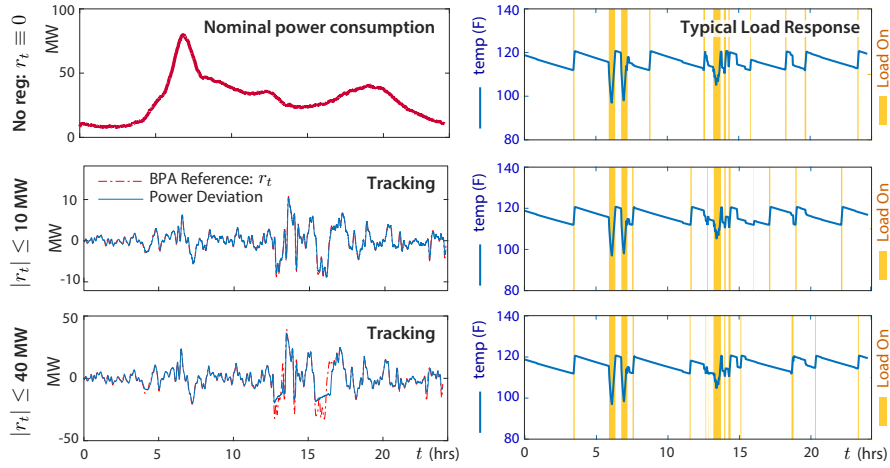 No reg: r_t ≡ 0
MW
100
50
0
Nominal power consumption
temp (F)
140
120
100
80
Typical Load Response
Load On
|r_t| ≤ 10 MW
MW
10
0
-10
BPA Reference: r_t
Power Deviation
Tracking
temp (F)
140
120
100
80
Load On
|r_t| ≤ 40 MW
MW
50
0
-50
Tracking
0 5 10 15 20 t (hrs)
temp (F)
140
120
100
80
0 5 10 15 20 t (hrs)
Load On